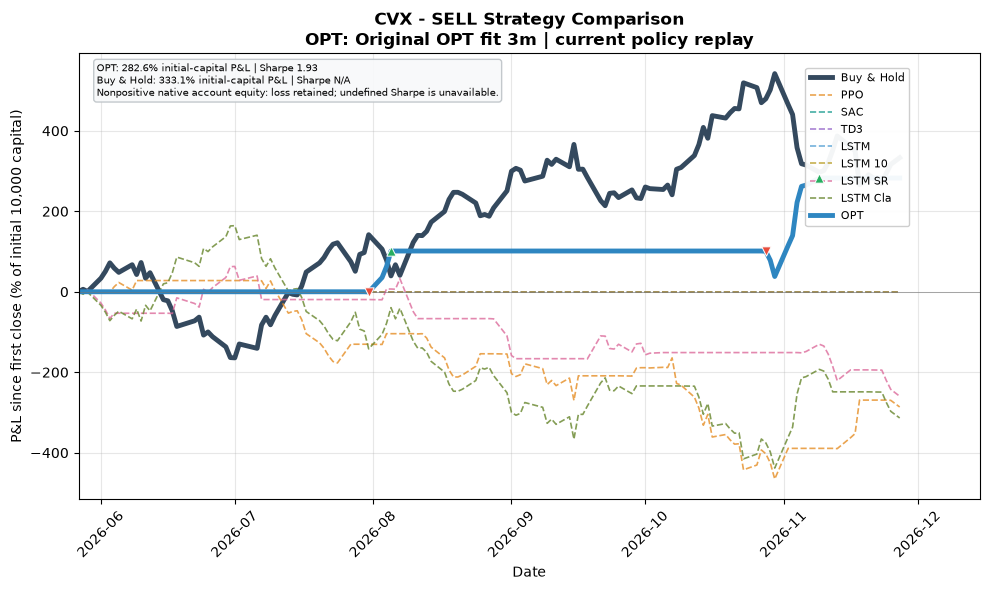 CVX - SELL Strategy Comparison
OPT: Original OPT fit 3m | current policy replay
OPT: 282.6% initial-capital P&L | Sharpe 1.93
Buy & Hold: 333.1% initial-capital P&L | Sharpe N/A
Nonpositive native account equity: loss retained; undefined Sharpe is unavailable.
Buy & Hold
PPO
SAC
TD3
LSTM
LSTM 10
LSTM SR
LSTM Cla
OPT
P&L since first close (% of initial 10,000 capital)
400
200
0
−200
−400
2026-06
2026-07
2026-08
2026-09
2026-10
2026-11
2026-12
Date